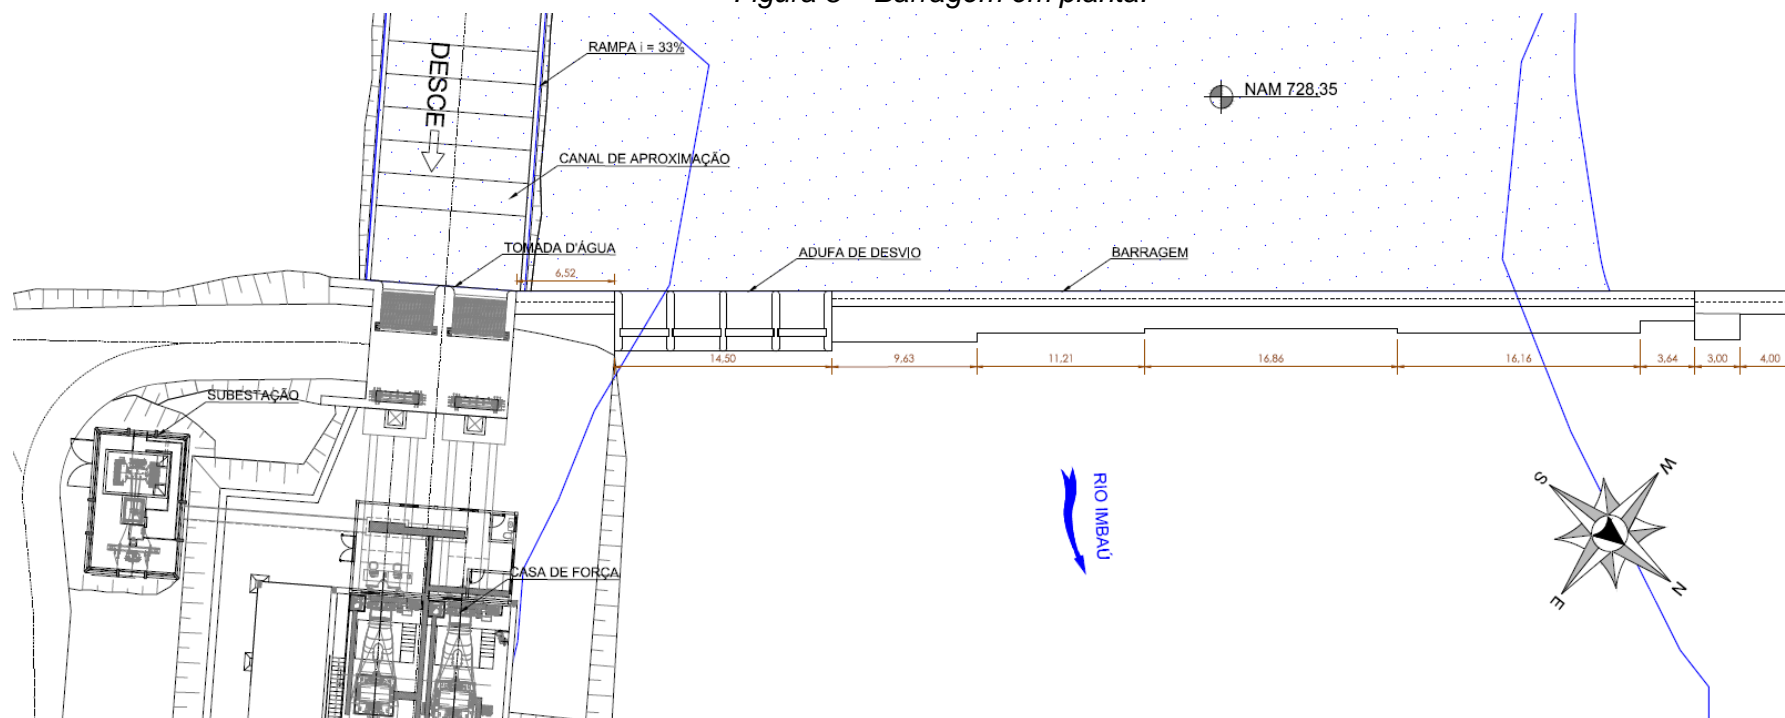 Figura 8 – Barragem em planta.
DESCE
RAMPA i = 33%
NAM 728,35
CANAL DE APROXIMAÇÃO
TOMADA D'ÁGUA
ADUFA DE DESVIO
BARRAGEM
6,52
14,50
9,63
11,21
16,86
16,16
3,64
3,00
4,00
SUBESTAÇÃO
RIO IMBAÚ
S
W
E
N
CASA DE FORÇA